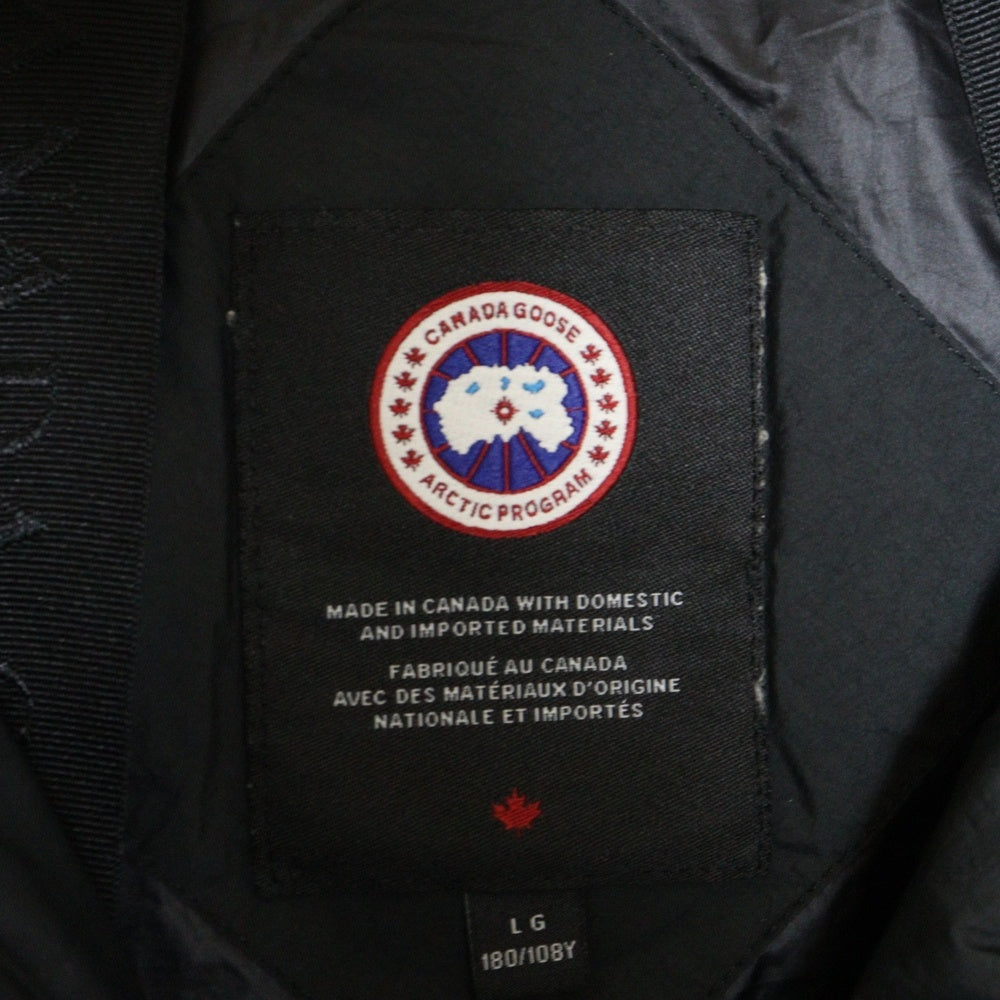 CANADA GOOSE
ARCTIC PROGRAM
MADE IN CANADA WITH DOMESTIC
AND IMPORTED MATERIALS
FABRIQUÉ AU CANADA
AVEC DES MATÉRIAUX D'ORIGINE
NATIONALE ET IMPORTÉS
LG
180/108Y